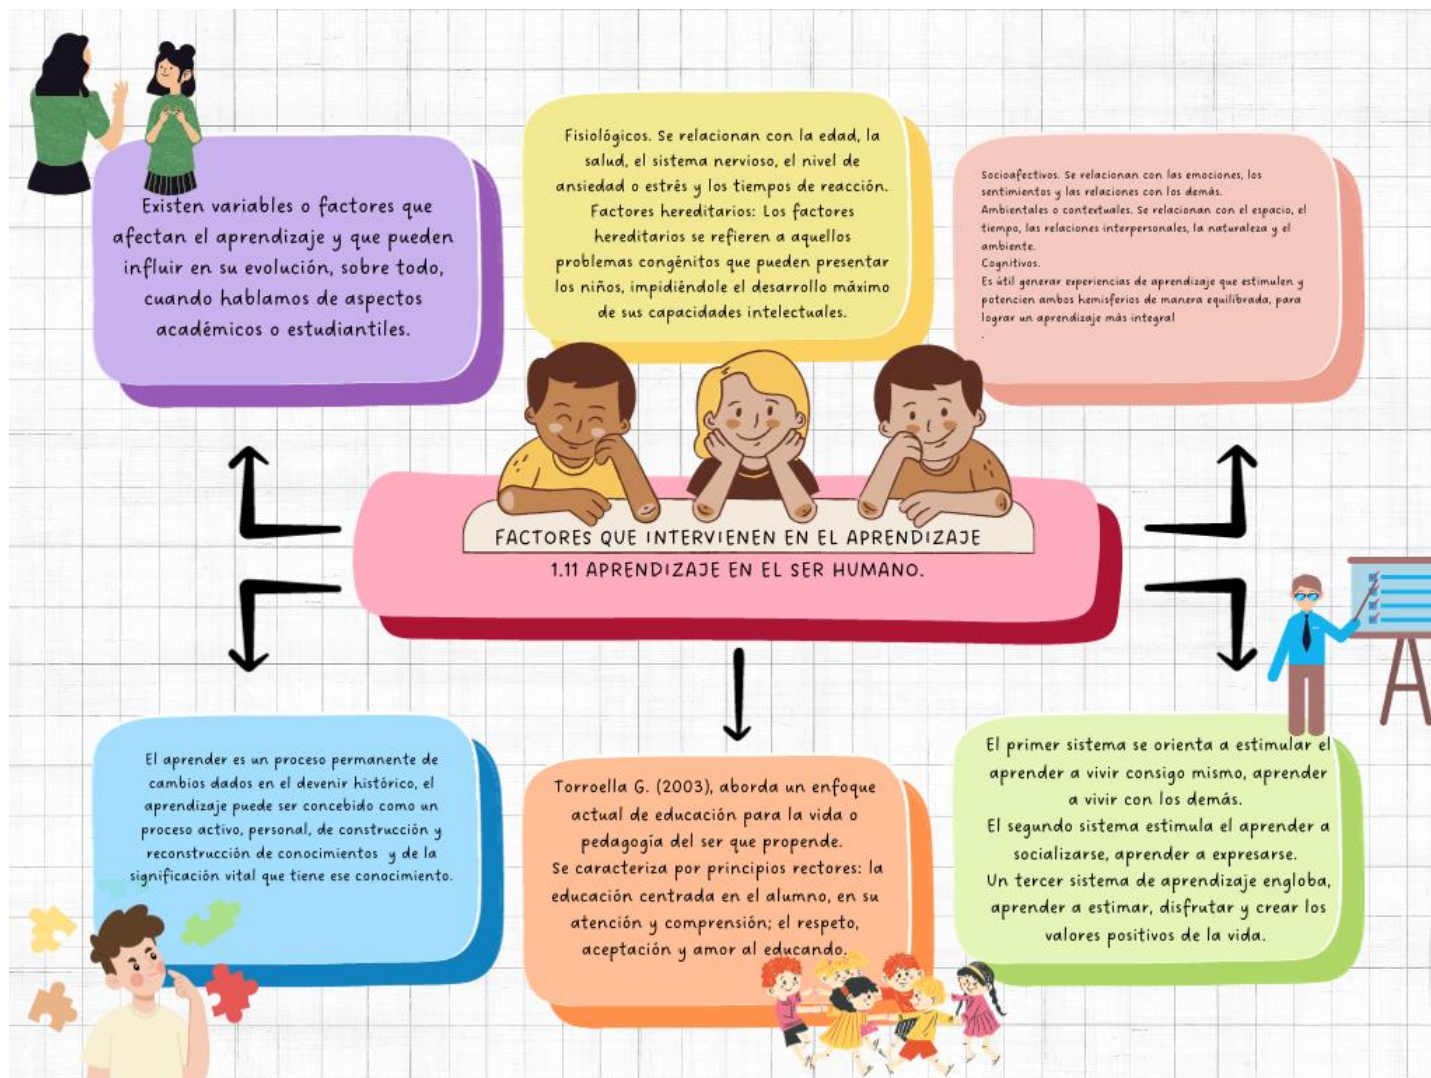 Existen variables o factores que
afectan el aprendizaje y que pueden
influir en su evolución, sobre todo,
cuando hablamos de aspectos
académicos o estudiantiles.
Fisiológicos. Se relacionan con la edad, la
salud, el sistema nervioso, el nivel de
ansiedad o estrés y los tiempos de reacción.
Factores hereditarios: Los factores
hereditarios se refieren a aquellos
problemas congénitos que pueden presentar
los niños, impidiéndole el desarrollo máximo
de sus capacidades intelectuales.
Socioafectivos. Se relacionan con las emociones, los
sentimientos y las relaciones con los demás.
Ambientales o contextuales. Se relacionan con el espacio, el
tiempo, las relaciones interpersonales, la naturaleza y el
ambiente.
Cognitivos.
Es útil generar experiencias de aprendizaje que estimulen y
potencien ambos hemisferios de manera equilibrada, para
lograr un aprendizaje más integral
.
FACTORES QUE INTERVIENEN EN EL APRENDIZAJE
1.11 APRENDIZAJE EN EL SER HUMANO.
El aprender es un proceso permanente de
cambios dados en el devenir histórico, el
aprendizaje puede ser concebido como un
proceso activo, personal, de construcción y
reconstrucción de conocimientos y de la
significación vital que tiene ese conocimiento.
Torroella G. (2003), aborda un enfoque
actual de educación para la vida o
pedagogía del ser que propende.
Se caracteriza por principios rectores: la
educación centrada en el alumno, en su
atención y comprensión; el respeto,
aceptación y amor al educando.
El primer sistema se orienta a estimular el
aprender a vivir consigo mismo, aprender
a vivir con los demás.
El segundo sistema estimula el aprender a
socializarse, aprender a expresarse.
Un tercer sistema de aprendizaje engloba,
aprender a estimar, disfrutar y crear los
valores positivos de la vida.